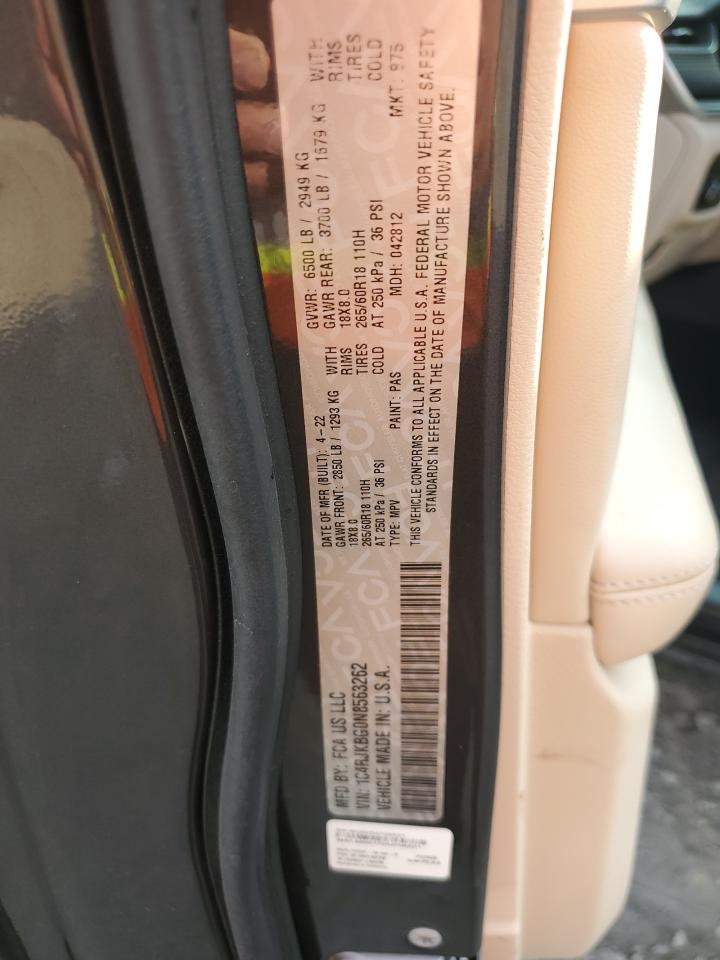 MFD BY: FCA US LLC
DATE OF MFR (BUILT): 4-22
GVWR: 6500 LB / 2949 KG
VIN: 1C4RJKBG0N8563262
GAWR FRONT: 2850 LB / 1293 KG WITH
GAWR REAR: 3700 LB / 1679 KG WITH
18X8.0 RIMS
18X8.0 RIMS
VEHICLE MADE IN: U.S.A.
265/60R18 110H TIRES
265/60R18 110H TIRES
AT 250 kPa / 36 PSI COLD
AT 250 kPa / 36 PSI COLD
TYPE: MPV PAINT: PAS MDH: 042812 MKT: 975
THIS VEHICLE CONFORMS TO ALL APPLICABLE U.S.A. FEDERAL MOTOR VEHICLE SAFETY
STANDARDS IN EFFECT ON THE DATE OF MANUFACTURE SHOWN ABOVE.